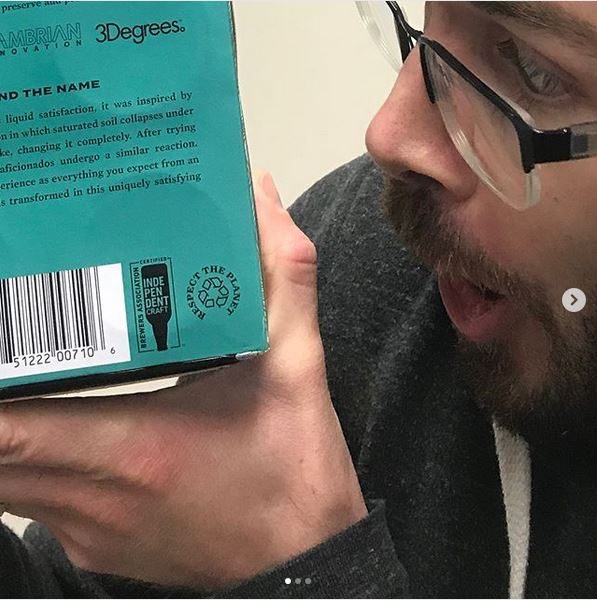 preserve
AMBRIAN
NOVATION
3Degrees.
ND THE NAME
liquid satisfaction, it was inspired by
on in which saturated soil collapses under
ke, changing it completely. After trying
aficionados undergo a similar reaction.
erience as everything you expect from an
s transformed in this uniquely satisfying
CERTIFIED
BREWERS ASSOCIATION
INDE
PEN
DENT
CRAFT
RESPECT THE PLANET
51222 00710 6